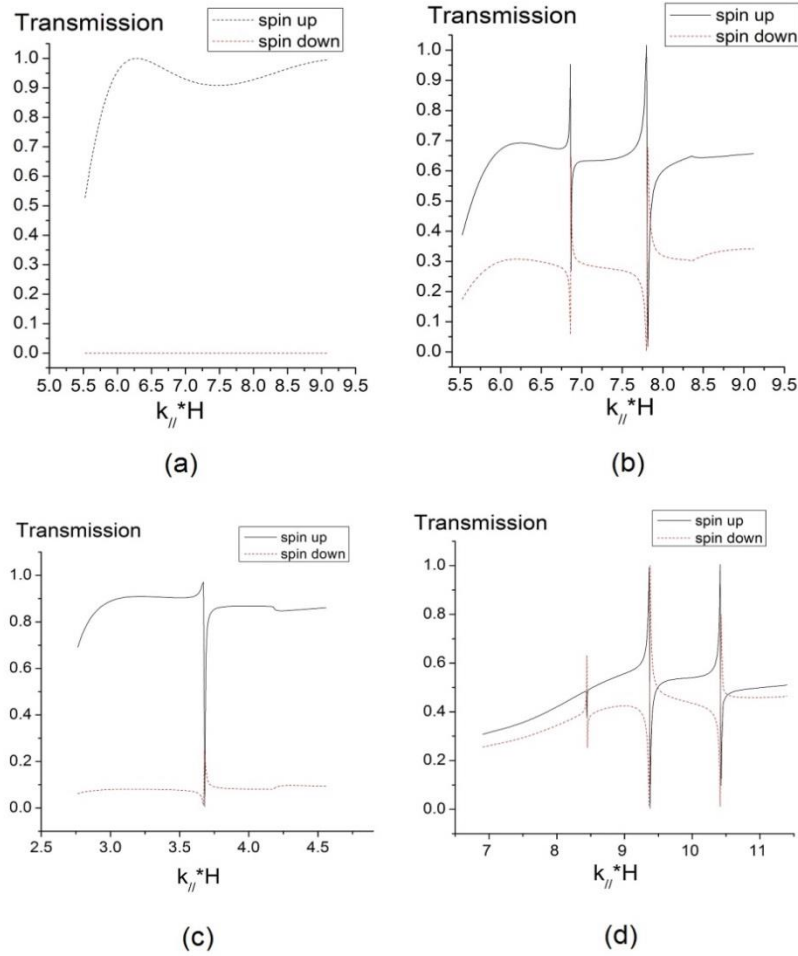 Transmission
spin up
spin down
1.0
0.9
0.8
0.7
0.6
0.5
0.4
0.3
0.2
0.1
0.0
5.0 5.5 6.0 6.5 7.0 7.5 8.0 8.5 9.0 9.5
k//*H
(a)
Transmission
spin up
spin down
1.0
0.9
0.8
0.7
0.6
0.5
0.4
0.3
0.2
0.1
0.0
5.5 6.0 6.5 7.0 7.5 8.0 8.5 9.0 9.5
k//*H
(b)
Transmission
spin up
spin down
1.0
0.8
0.6
0.4
0.2
0.0
2.5 3.0 3.5 4.0 4.5
k//*H
(c)
Transmission
spin up
spin down
1.0
0.8
0.6
0.4
0.2
0.0
7 8 9 10 11
k//*H
(d)